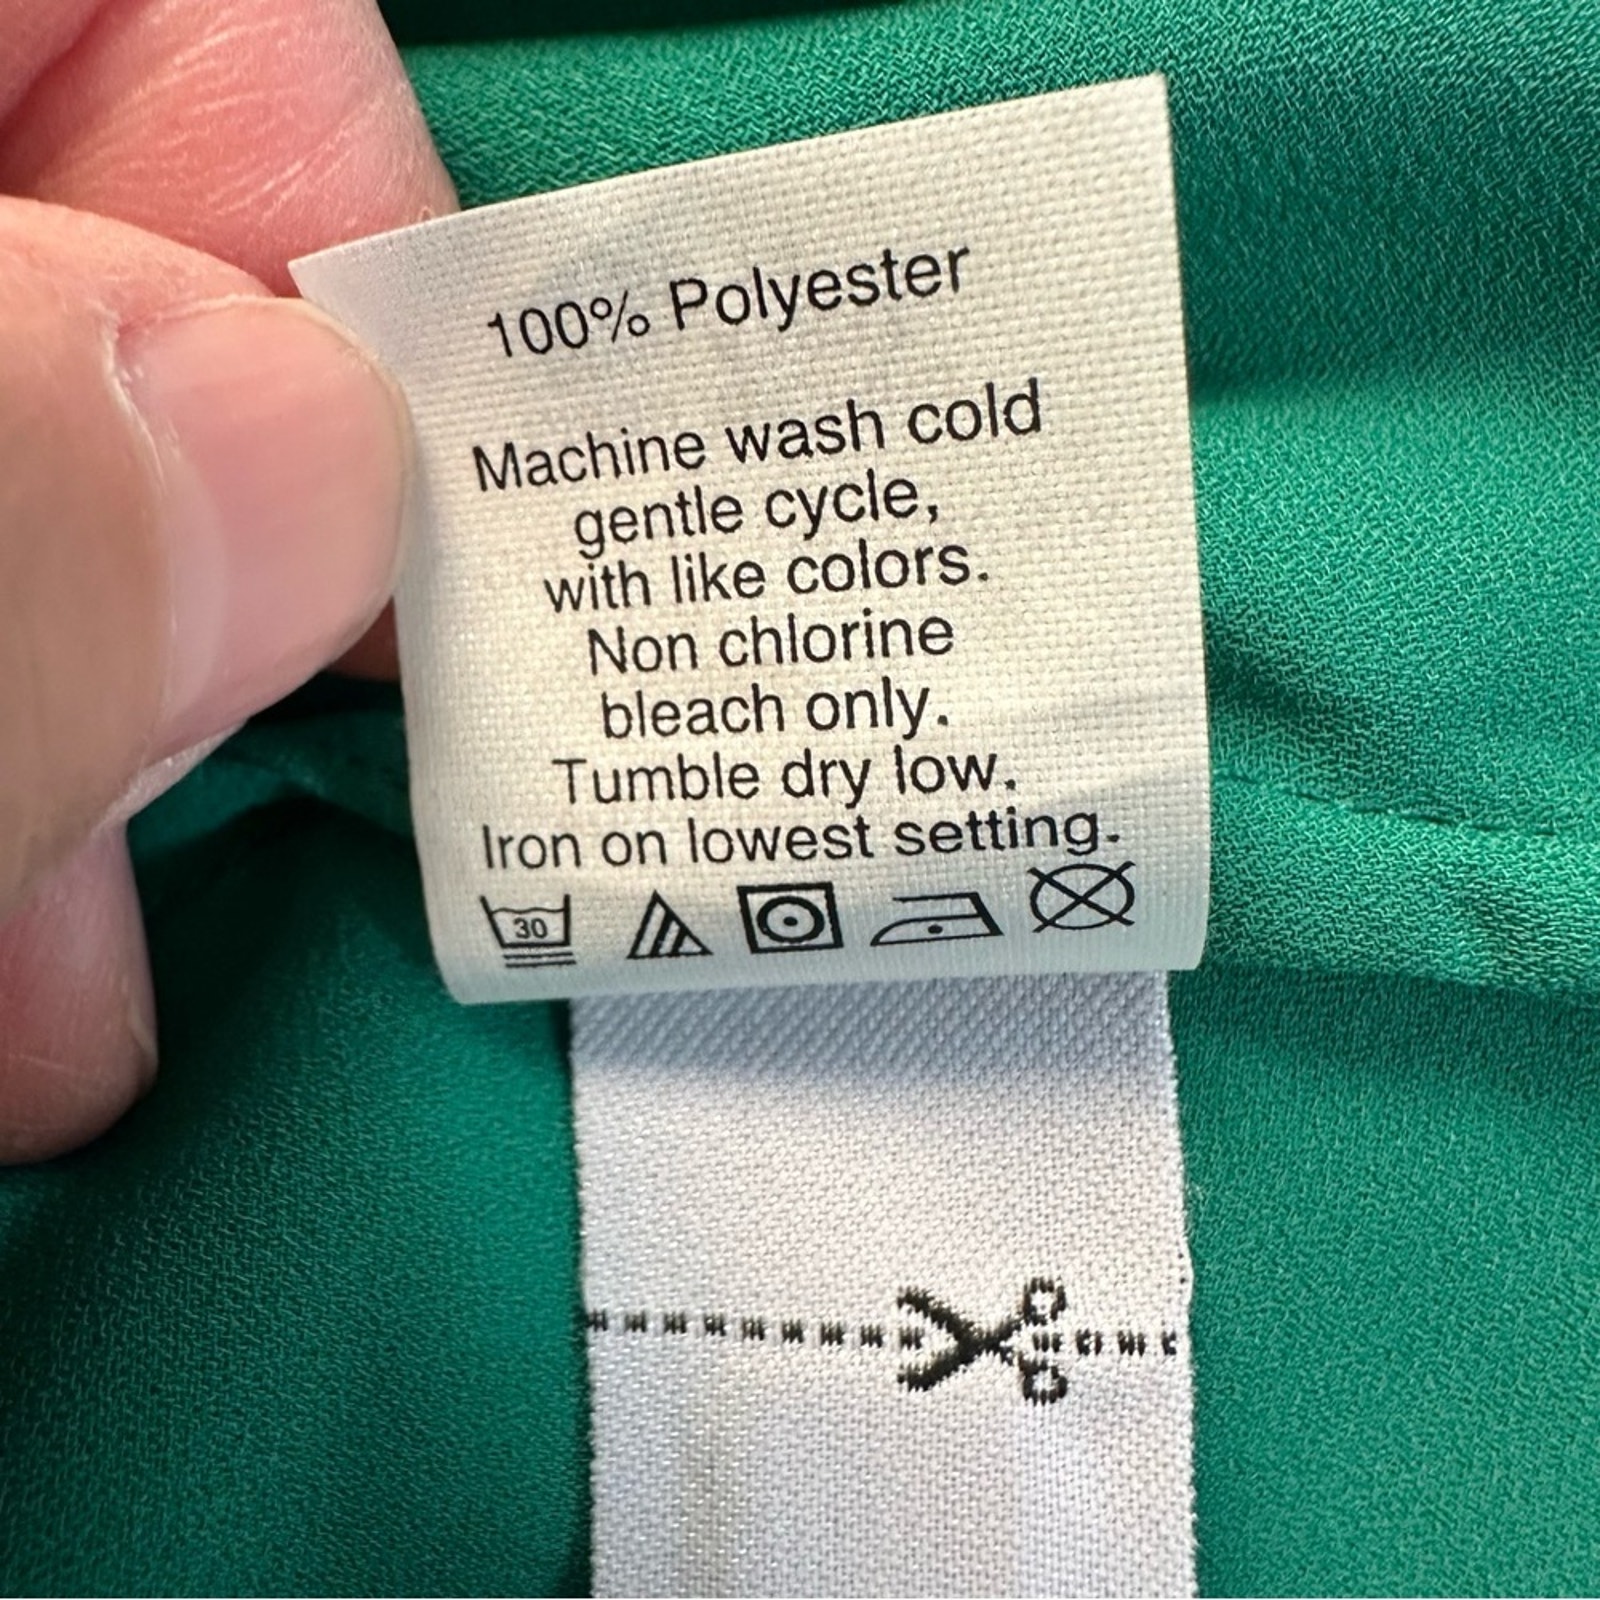 100% Polyester
Machine wash cold
gentle cycle,
with like colors.
Non chlorine
bleach only.
Tumble dry low.
Iron on lowest setting.
30